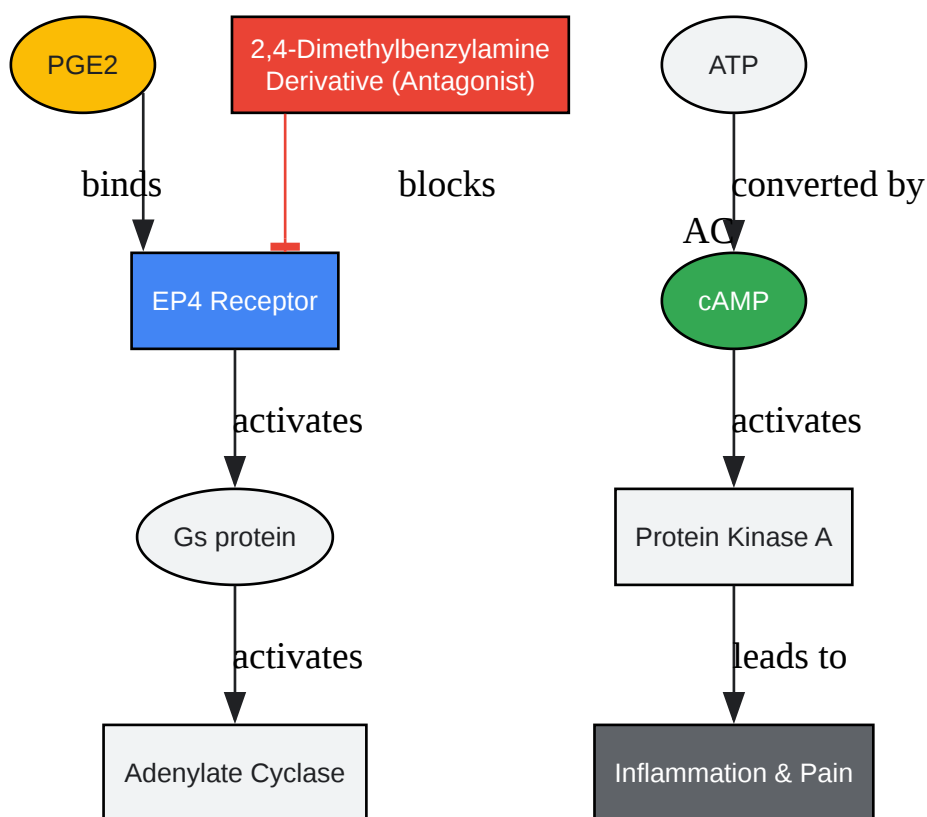 PGE2
2,4-Dimethylbenzylamine
Derivative (Antagonist)
ATP
binds
blocks
converted by
AC
EP4 Receptor
cAMP
activates
activates
Gs protein
Protein Kinase A
activates
leads to
Adenylate Cyclase
Inflammation & Pain